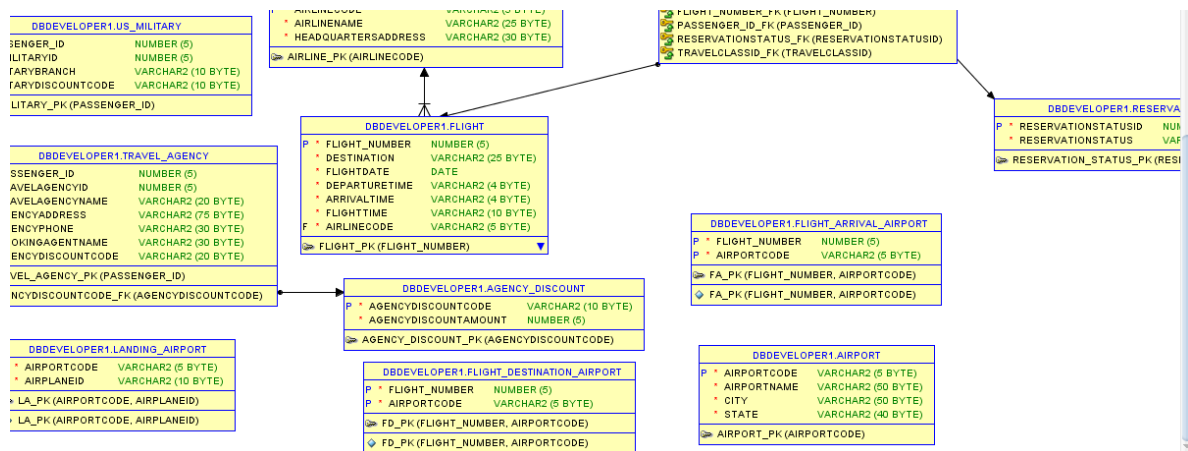 DBDEVELOPER1.US_MILITARY
SENGER_ID NUMBER (5)
ILITARYID NUMBER (5)
TARYBRANCH VARCHAR2 (10 BYTE)
TARYDISCOUNTCODE VARCHAR2 (10 BYTE)
LITARY_PK (PASSENGER_ID)
P * AIRLINECODE VARCHAR2 (5 BYTE)
* AIRLINENAME VARCHAR2 (25 BYTE)
* HEADQUARTERSADDRESS VARCHAR2 (30 BYTE)
AIRLINE_PK (AIRLINECODE)
FLIGHT_NUMBER_FK (FLIGHT_NUMBER)
PASSENGER_ID_FK (PASSENGER_ID)
RESERVATIONSTATUS_FK (RESERVATIONSTATUSID)
TRAVELCLASSID_FK (TRAVELCLASSID)
DBDEVELOPER1.RESERVA
P * RESERVATIONSTATUSID NUM
* RESERVATIONSTATUS VAR
RESERVATION_STATUS_PK (RESE
DBDEVELOPER1.FLIGHT
P * FLIGHT_NUMBER NUMBER (5)
* DESTINATION VARCHAR2 (25 BYTE)
* FLIGHTDATE DATE
* DEPARTURETIME VARCHAR2 (4 BYTE)
* ARRIVALTIME VARCHAR2 (4 BYTE)
* FLIGHTTIME VARCHAR2 (10 BYTE)
F * AIRLINECODE VARCHAR2 (5 BYTE)
FLIGHT_PK (FLIGHT_NUMBER)
DBDEVELOPER1.TRAVEL_AGENCY
SSENGER_ID NUMBER (5)
AVELAGENCYID NUMBER (5)
AVELAGENCYNAME VARCHAR2 (20 BYTE)
ENCYADDRESS VARCHAR2 (75 BYTE)
ENCYPHONE VARCHAR2 (30 BYTE)
OKINGAGENTNAME VARCHAR2 (30 BYTE)
ENCYDISCOUNTCODE VARCHAR2 (20 BYTE)
VEL_AGENCY_PK (PASSENGER_ID)
NCYDISCOUNTCODE_FK (AGENCYDISCOUNTCODE)
DBDEVELOPER1.FLIGHT_ARRIVAL_AIRPORT
P * FLIGHT_NUMBER NUMBER (5)
P * AIRPORTCODE VARCHAR2 (5 BYTE)
FA_PK (FLIGHT_NUMBER, AIRPORTCODE)
FA_PK (FLIGHT_NUMBER, AIRPORTCODE)
DBDEVELOPER1.AGENCY_DISCOUNT
P * AGENCYDISCOUNTCODE VARCHAR2 (10 BYTE)
* AGENCYDISCOUNTAMOUNT NUMBER (5)
AGENCY_DISCOUNT_PK (AGENCYDISCOUNTCODE)
DBDEVELOPER1.LANDING_AIRPORT
* AIRPORTCODE VARCHAR2 (5 BYTE)
* AIRPLANEID VARCHAR2 (10 BYTE)
LA_PK (AIRPORTCODE, AIRPLANEID)
LA_PK (AIRPORTCODE, AIRPLANEID)
DBDEVELOPER1.FLIGHT_DESTINATION_AIRPORT
P * FLIGHT_NUMBER NUMBER (5)
P * AIRPORTCODE VARCHAR2 (5 BYTE)
FD_PK (FLIGHT_NUMBER, AIRPORTCODE)
FD_PK (FLIGHT_NUMBER, AIRPORTCODE)
DBDEVELOPER1.AIRPORT
P * AIRPORTCODE VARCHAR2 (5 BYTE)
* AIRPORTNAME VARCHAR2 (50 BYTE)
* CITY VARCHAR2 (50 BYTE)
* STATE VARCHAR2 (40 BYTE)
AIRPORT_PK (AIRPORTCODE)